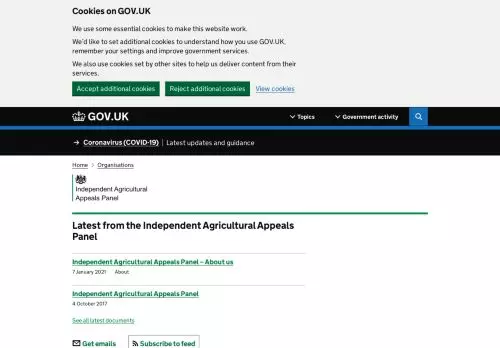 Cookies on GOV.UK
We use some essential cookies to make this website work.
We'd like to set additional cookies to understand how you use GOV.UK,
remember your settings and improve government services.
We also use cookies set by other sites to help us deliver content from their
services.
Accept additional cookies Reject additional cookies View cookies
GOV.UK Topics Government activity
→ Coronavirus (COVID-19) | Latest updates and guidance
Home > Organisations
Independent Agricultural
Appeals Panel
Latest from the Independent Agricultural Appeals
Panel
Independent Agricultural Appeals Panel – About us
7 January 2021 About
Independent Agricultural Appeals Panel
4 October 2017
See all latest documents
Get emails Subscribe to feed